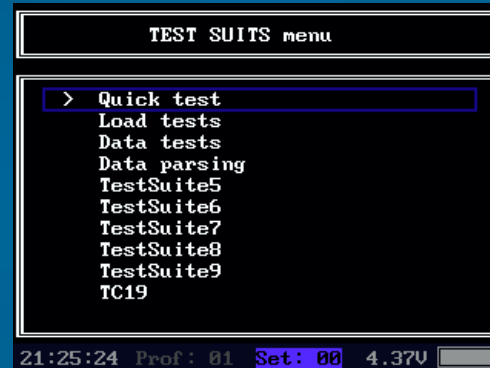 TEST SUITS menu
> Quick test
Load tests
Data tests
Data parsing
TestSuite5
TestSuite6
TestSuite7
TestSuite8
TestSuite9
TC19
21:25:24 Prof: 01 Set: 00 4.37V